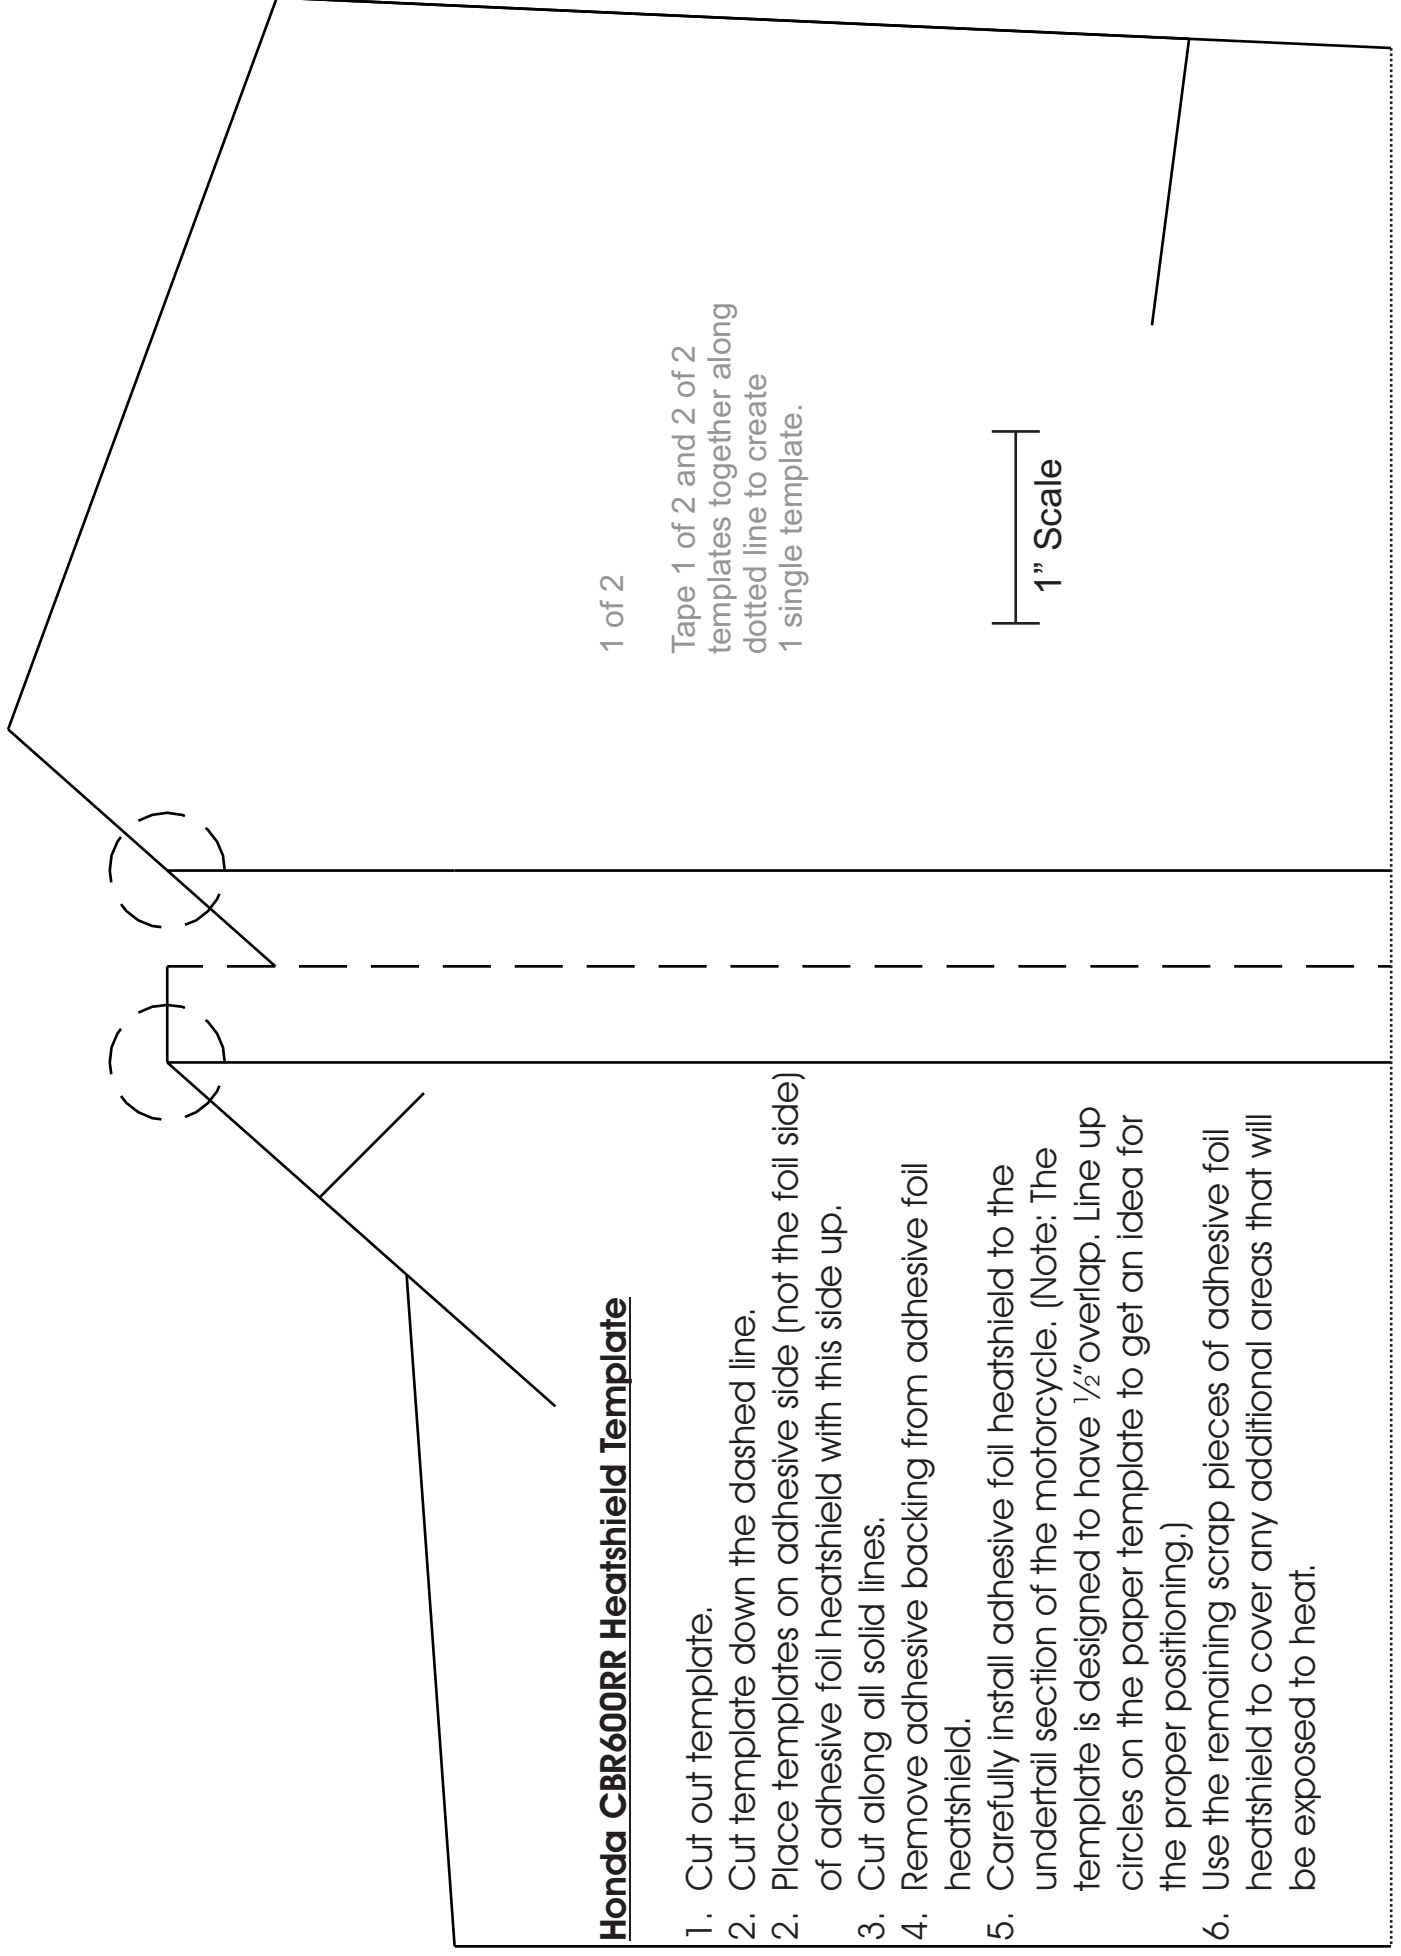 Honda CBR600RR Heatshield Template
1. Cut out template.
2. Cut template down the dashed line.
2. Place templates on adhesive side (not the foil side)
of adhesive foil heatshield with this side up.
3. Cut along all solid lines.
4. Remove adhesive backing from adhesive foil
heatshield.
5. Carefully install adhesive foil heatshield to the
undertail section of the motorcycle. (Note: The
template is designed to have ½”overlap. Line up
circles on the paper template to get an idea for
the proper positioning.)
6. Use the remaining scrap pieces of adhesive foil
heatshield to cover any additional areas that will
be exposed to heat.
1 of 2
Tape 1 of 2 and 2 of 2
templates together along
dotted line to create
1 single template.
1” Scale